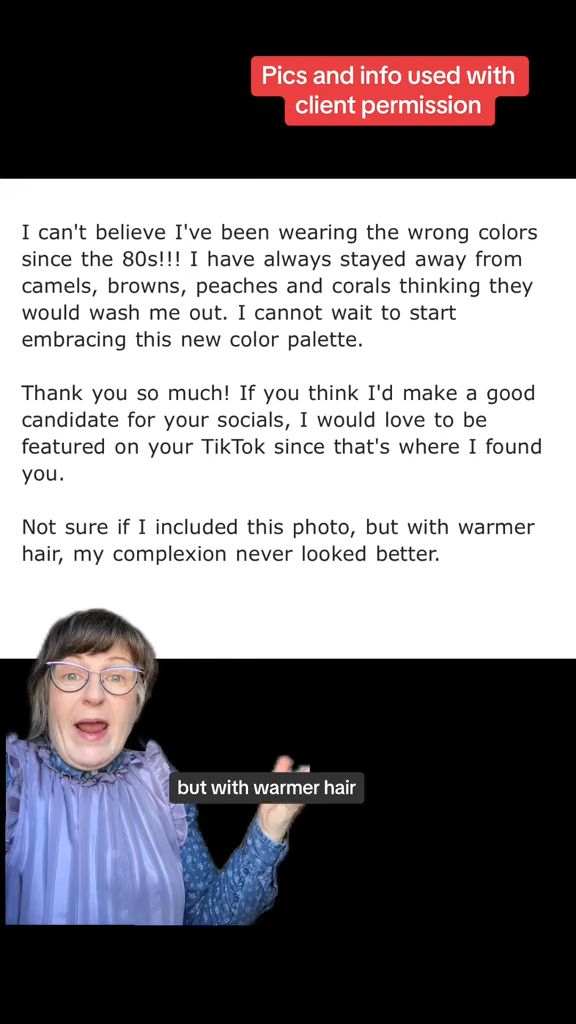 Pics and info used with
client permission
I can't believe I've been wearing the wrong colors
since the 80s!!! I have always stayed away from
camels, browns, peaches and corals thinking they
would wash me out. I cannot wait to start
embracing this new color palette.
Thank you so much! If you think I'd make a good
candidate for your socials, I would love to be
featured on your TikTok since that's where I found
you.
Not sure if I included this photo, but with warmer
hair, my complexion never looked better.
but with warmer hair